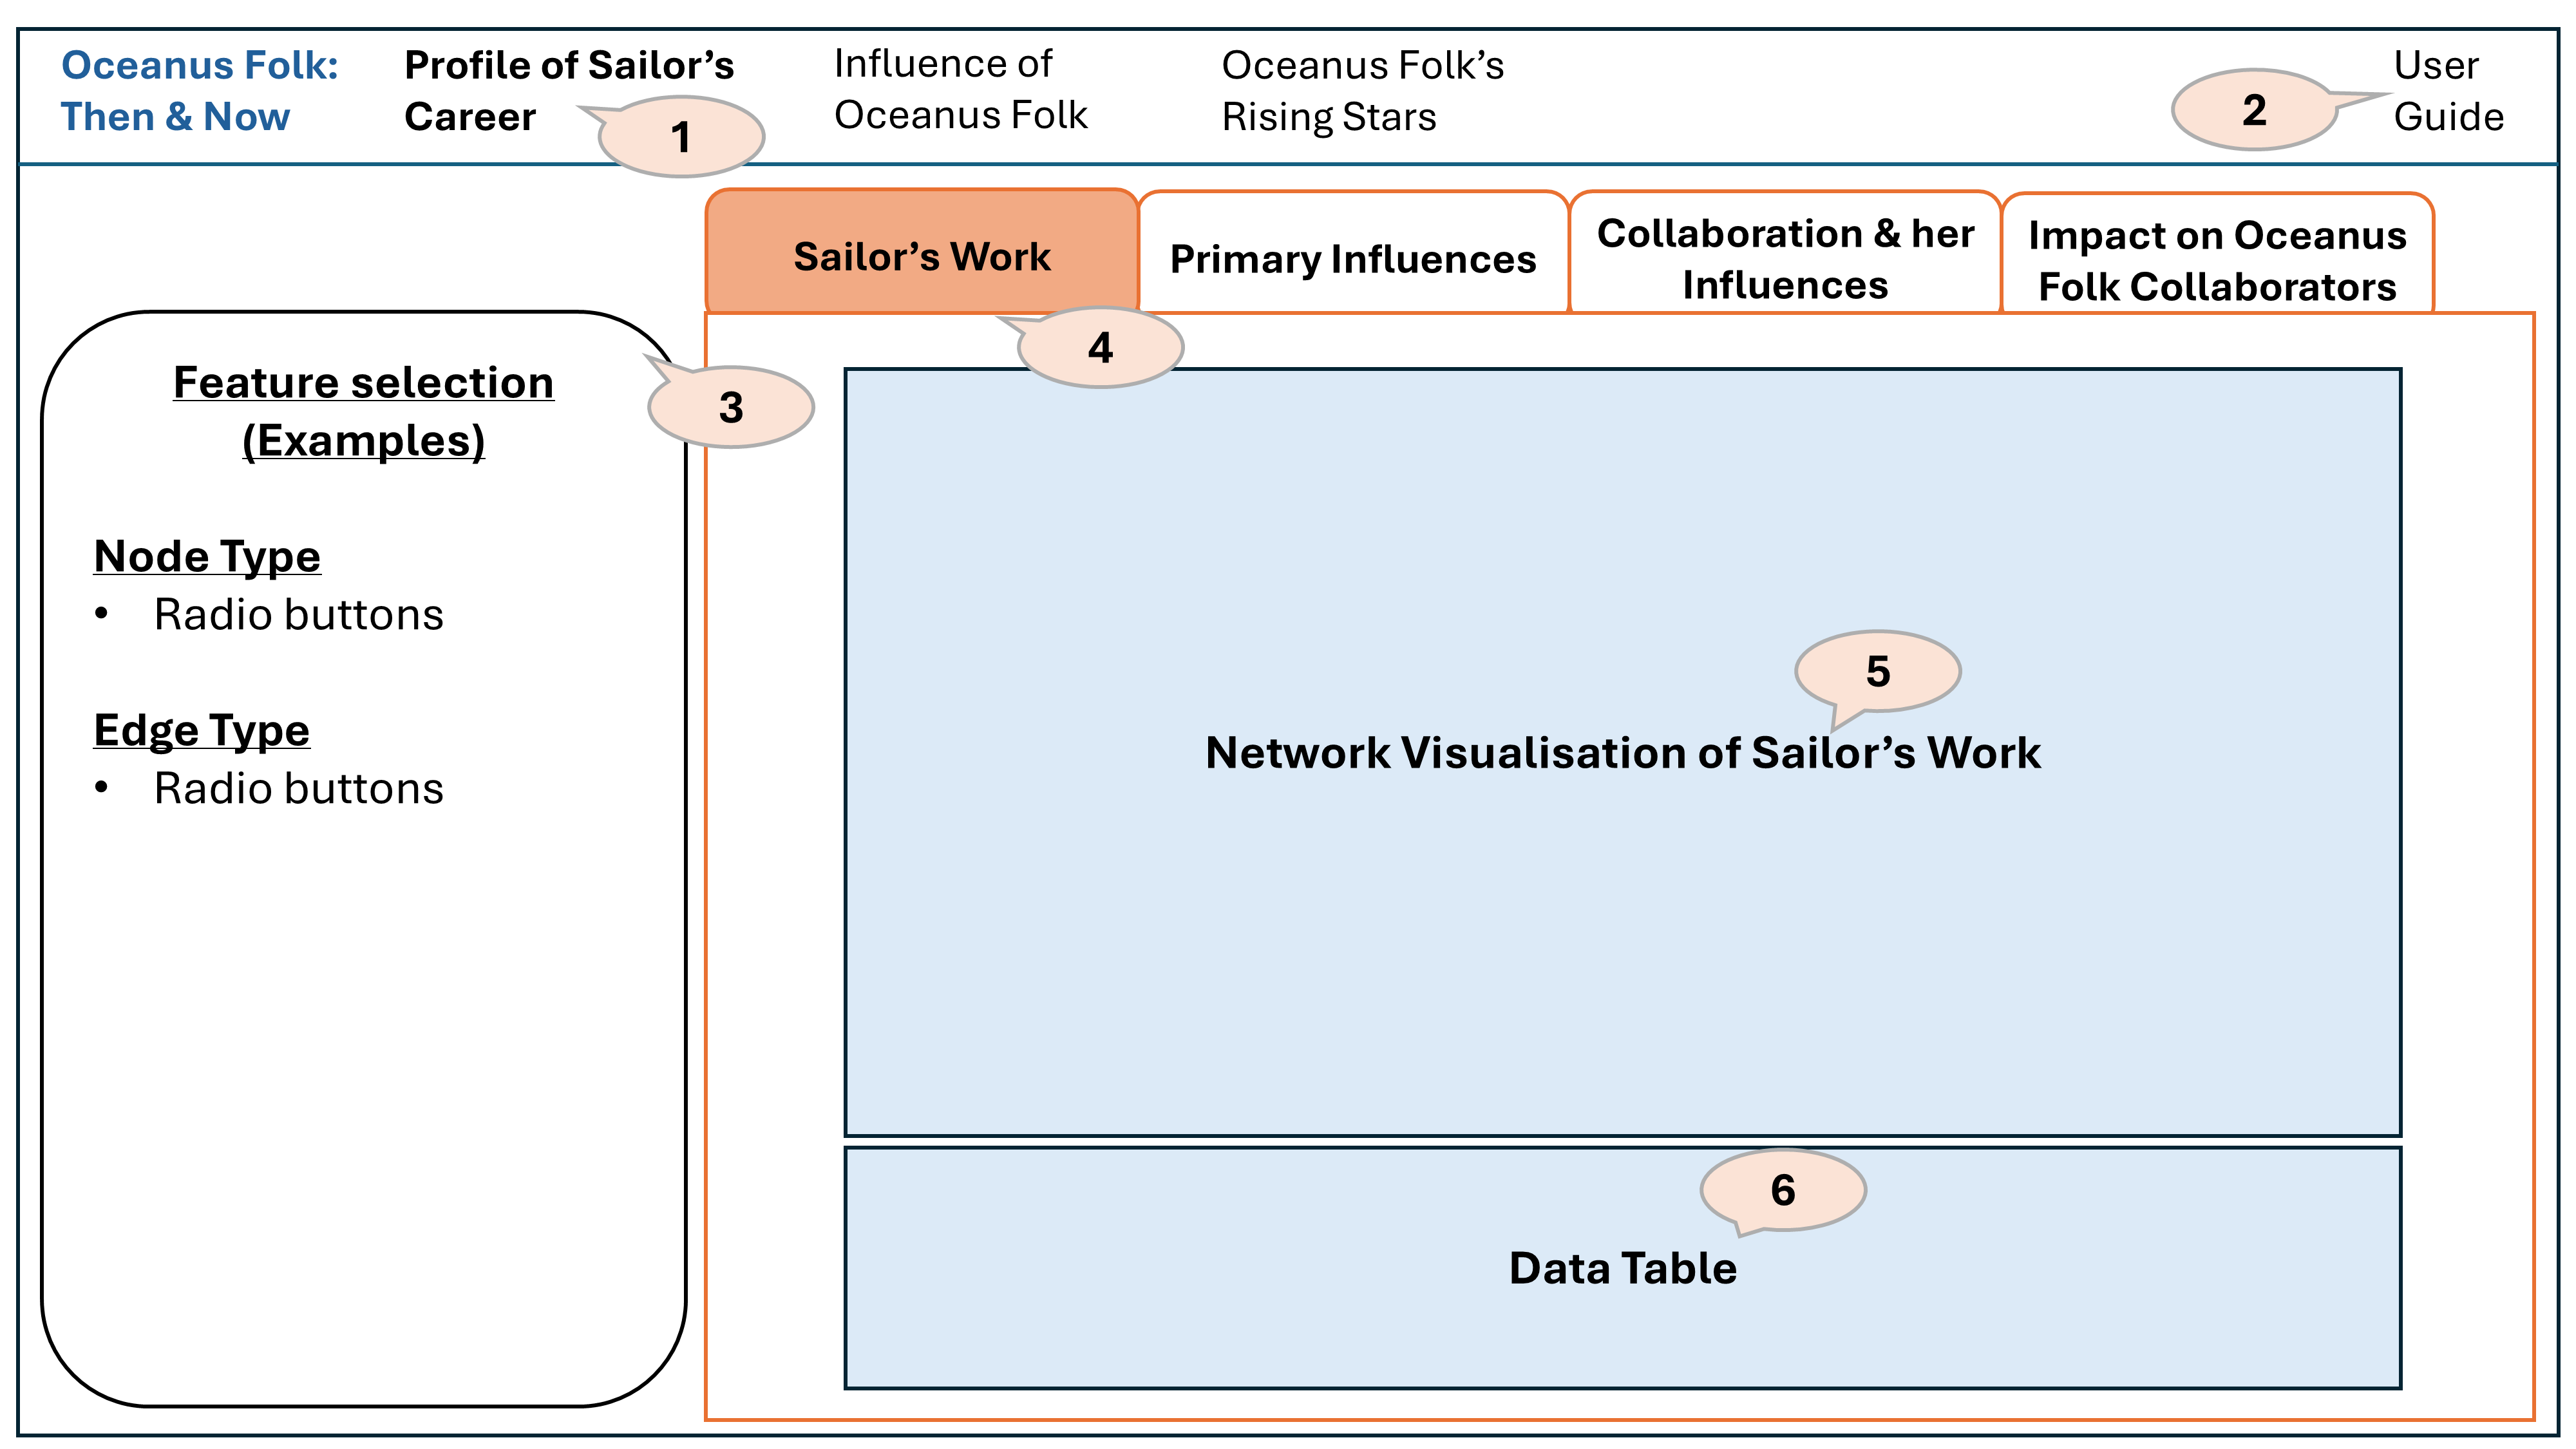 Oceanus Folk:
Then & Now
Profile of Sailor’s
Career
Influence of
Oceanus Folk
Oceanus Folk’s
Rising Stars
User
Guide
1
2
Sailor’s Work
Primary Influences
Collaboration & her
Influences
Impact on Oceanus
Folk Collaborators
3
4
Feature selection
(Examples)
Node Type
• Radio buttons
Edge Type
• Radio buttons
5
Network Visualisation of Sailor’s Work
6
Data Table